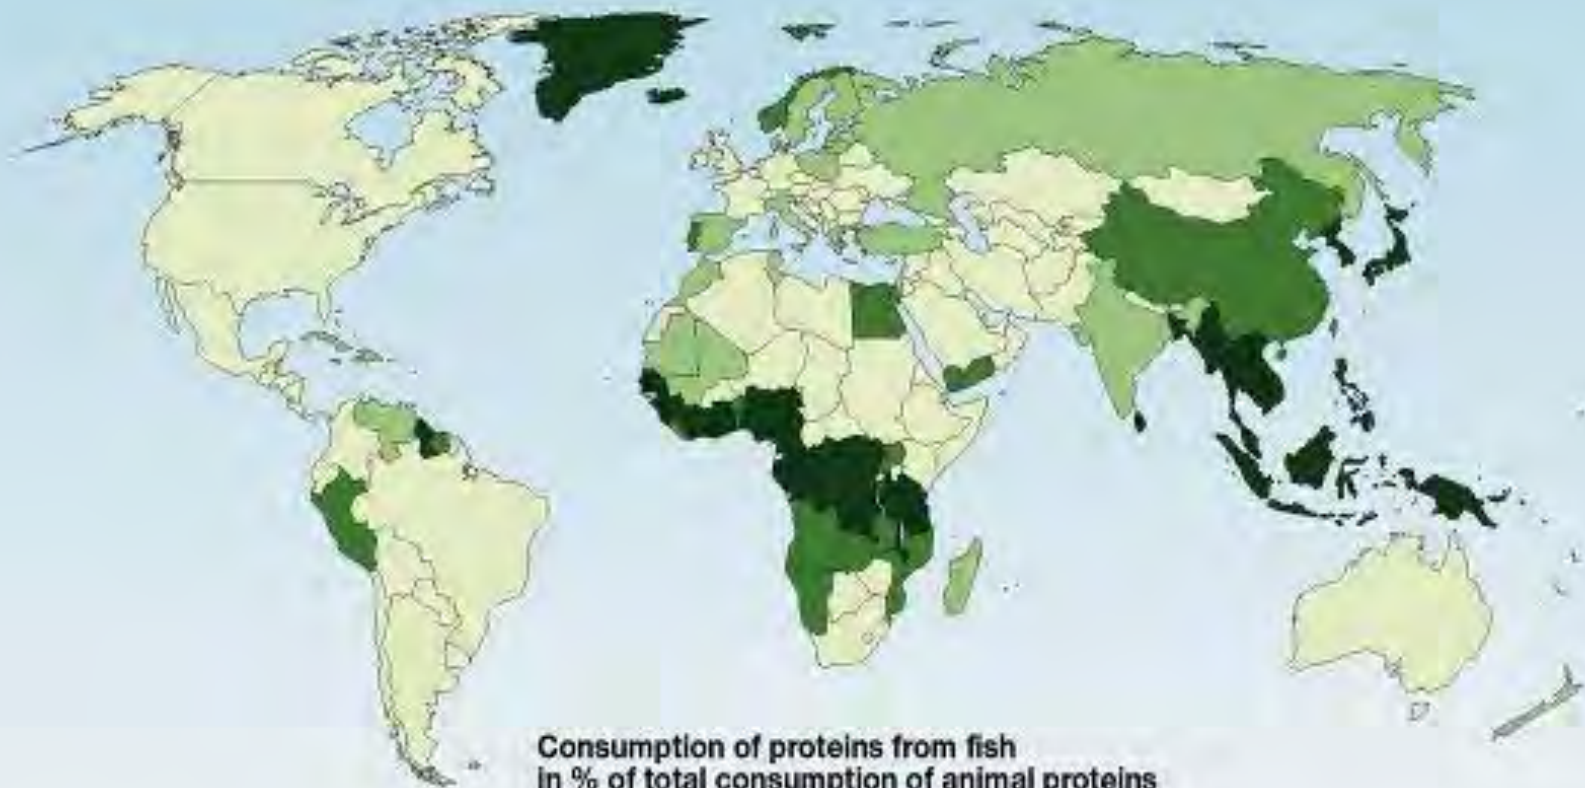 Consumption of proteins from fish
in % of total consumption of animal proteins